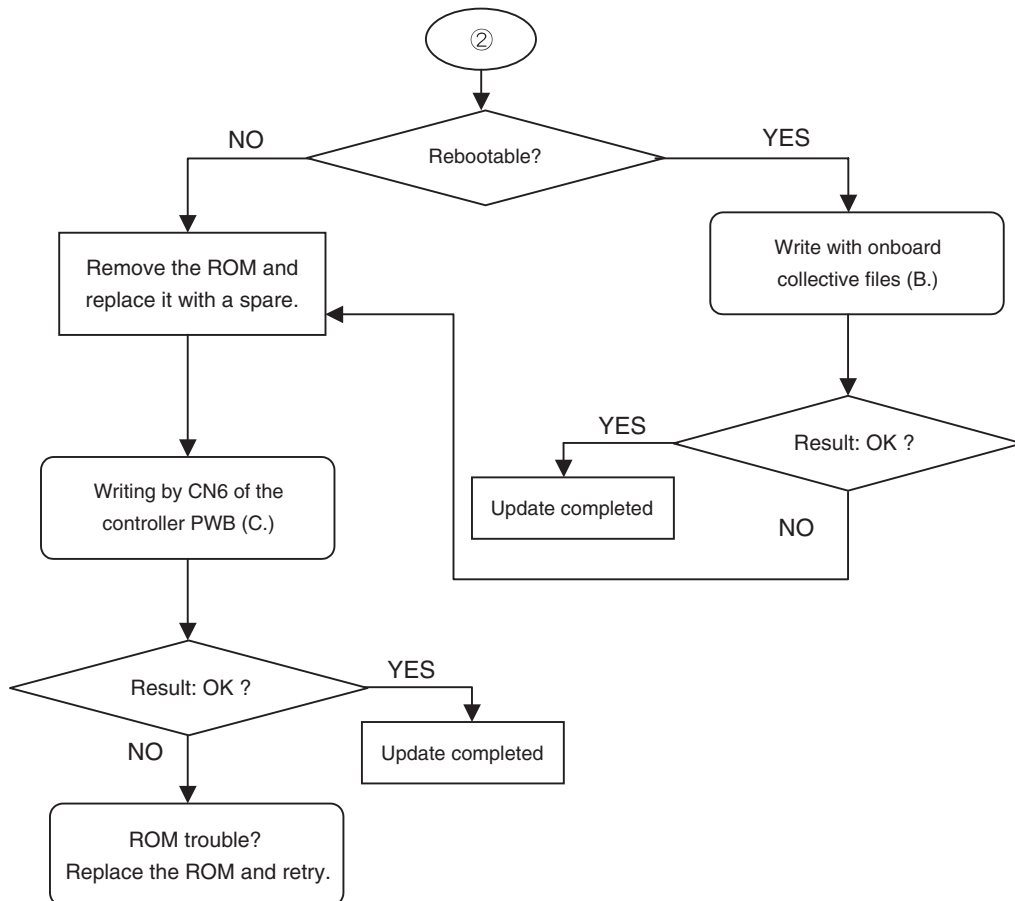 ②
NO
YES
Rebootable?
Remove the ROM and
replace it with a spare.
Write with onboard
collective files (B.)
YES
Result: OK ?
Update completed
NO
Writing by CN6 of the
controller PWB (C.)
Result: OK ?
YES
Update completed
NO
ROM trouble?
Replace the ROM and retry.